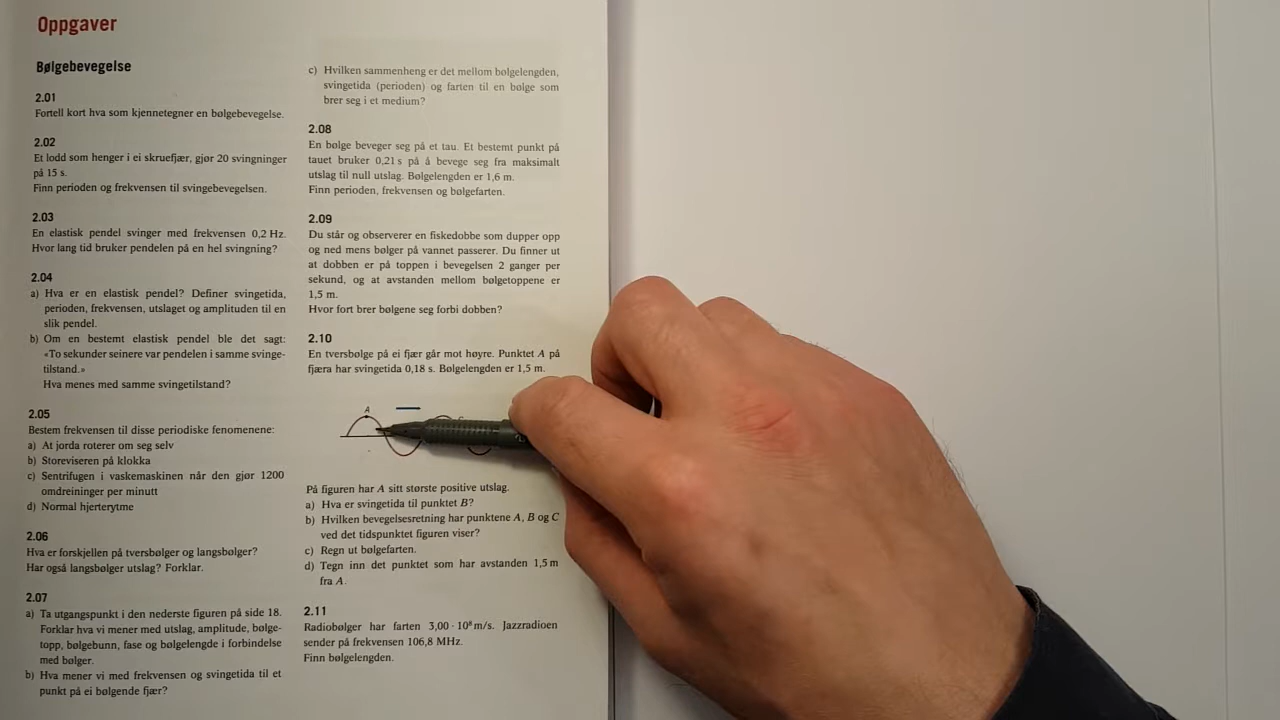 Oppgaver
Bølgebevegelse
2.01
Fortell kort hva som kjennetegner en bølgebevegelse.
2.02
Et lodd som henger i ei skruefjær, gjør 20 svingninger
på 15 s.
Finn perioden og frekvensen til svingebevegelsen.
2.03
En elastisk pendel svinger med frekvensen 0,2 Hz.
Hvor lang tid bruker pendelen på en hel svingning?
2.04
a) Hva er en elastisk pendel? Definer svingetida,
perioden, frekvensen, utslaget og amplituden til en
slik pendel.
b) Om en bestemt elastisk pendel ble det sagt:
«To sekunder seinere var pendelen i samme svinge-
tilstand.»
Hva menes med samme svingetilstand?
2.05
Bestem frekvensen til disse periodiske fenomenene:
a) At jorda roterer om seg selv
b) Storeviseren på klokka
c) Sentrifugen i vaskemaskinen når den gjør 1200
omdreininger per minutt
d) Normal hjerterytme
2.06
Hva er forskjellen på tversbølger og langsbølger?
Har også langsbølger utslag? Forklar.
2.07
a) Ta utgangspunkt i den nederste figuren på side 18.
Forklar hva vi mener med utslag, amplitude, bølge-
topp, bølgebunn, fase og bølgelengde i forbindelse
med bølger.
b) Hva mener vi med frekvensen og svingetida til et
punkt på ei bølgende fjær?
c) Hvilken sammenheng er det mellom bølgelengden,
svingetida (perioden) og farten til en bølge som
brer seg i et medium?
2.08
En bølge beveger seg på et tau. Et bestemt punkt på
tauet bruker 0,21 s på å bevege seg fra maksimalt
utslag til null utslag. Bølgelengden er 1,6 m.
Finn perioden, frekvensen og bølgefarten.
2.09
Du står og observerer en fiskedobbe som dupper opp
og ned mens bølger på vannet passerer. Du finner ut
at dobben er på toppen i bevegelsen 2 ganger per
sekund, og at avstanden mellom bølgetoppene er
1,5 m.
Hvor fort brer bølgene seg forbi dobben?
2.10
En tversbølge på ei fjær går mot høyre. Punktet A på
fjæra har svingetida 0,18 s. Bølgelengden er 1,5 m.
A
På figuren har A sitt største positive utslag.
a) Hva er svingetida til punktet B?
b) Hvilken bevegelsesretning har punktene A, B og C
ved det tidspunktet figuren viser?
c) Regn ut bølgefarten.
d) Tegn inn det punktet som har avstanden 1,5 m
fra A.
2.11
Radiobølger har farten 3,00 · 10⁸ m/s. Jazzradioen
sender på frekvensen 106,8 MHz.
Finn bølgelengden.